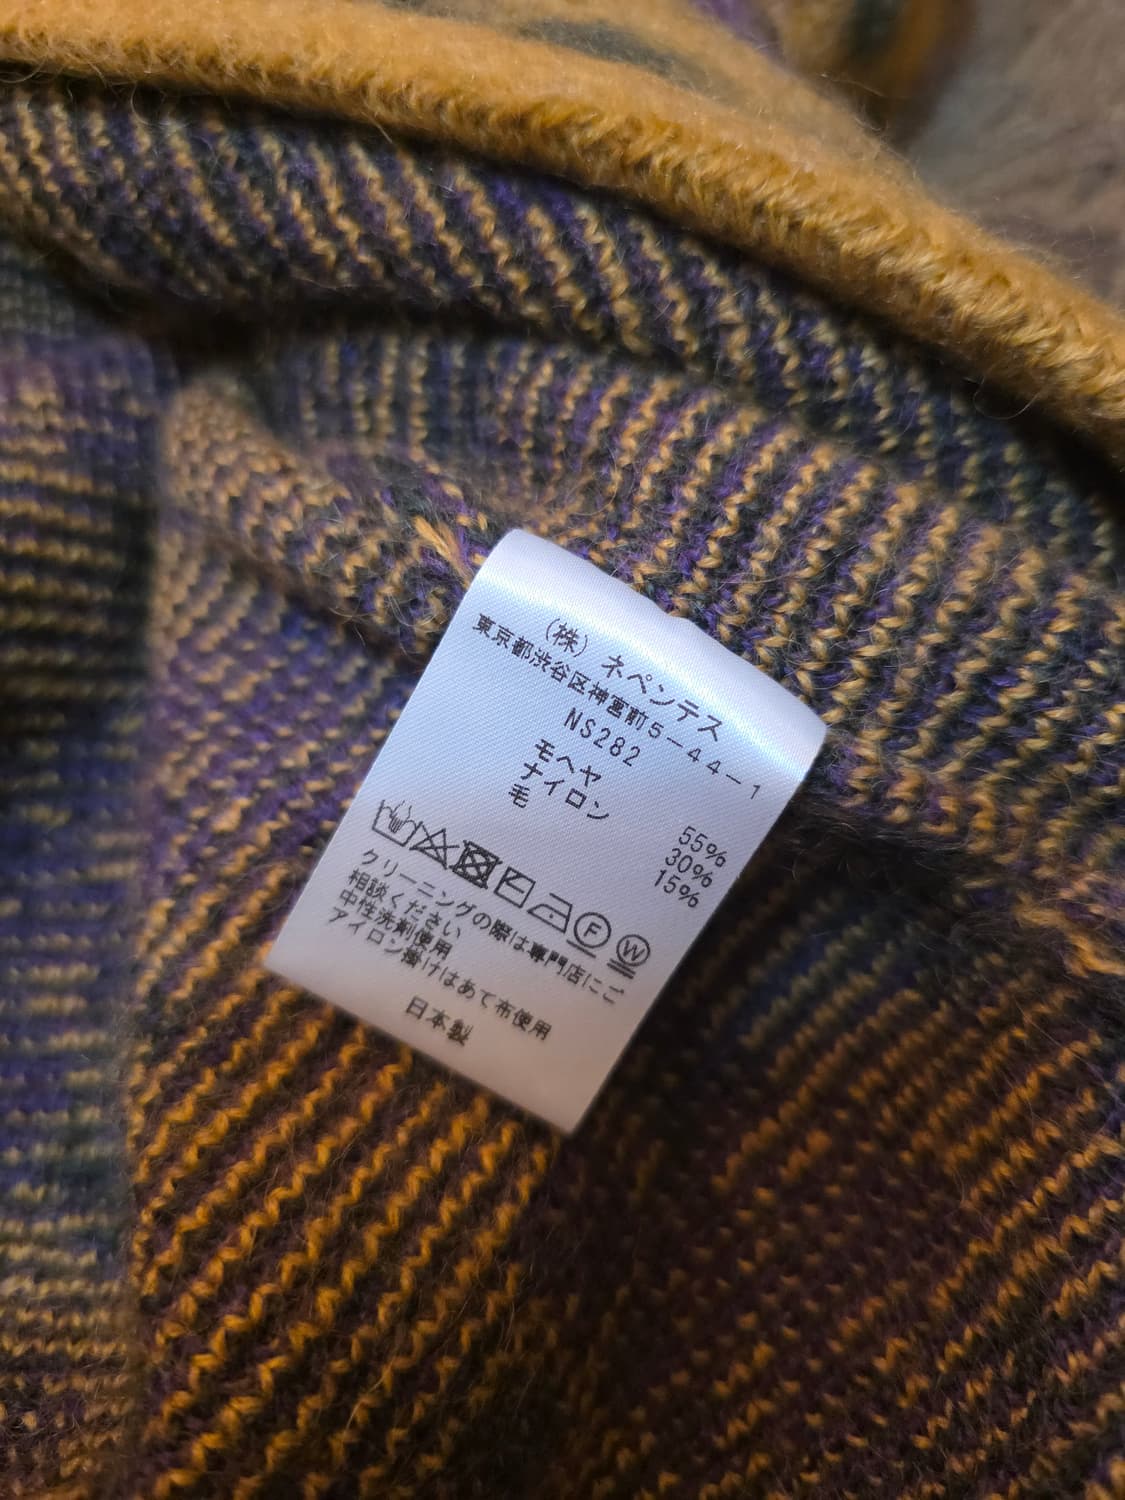 (株) ネペンテス
東京都渋谷区神宮前5-44-1
NS282
モヘヤ 55%
ナイロン 30%
毛 15%
F W
クリーニングの際は専門店にご
相談ください
中性洗剤使用
アイロン掛けはあて布使用
日本製